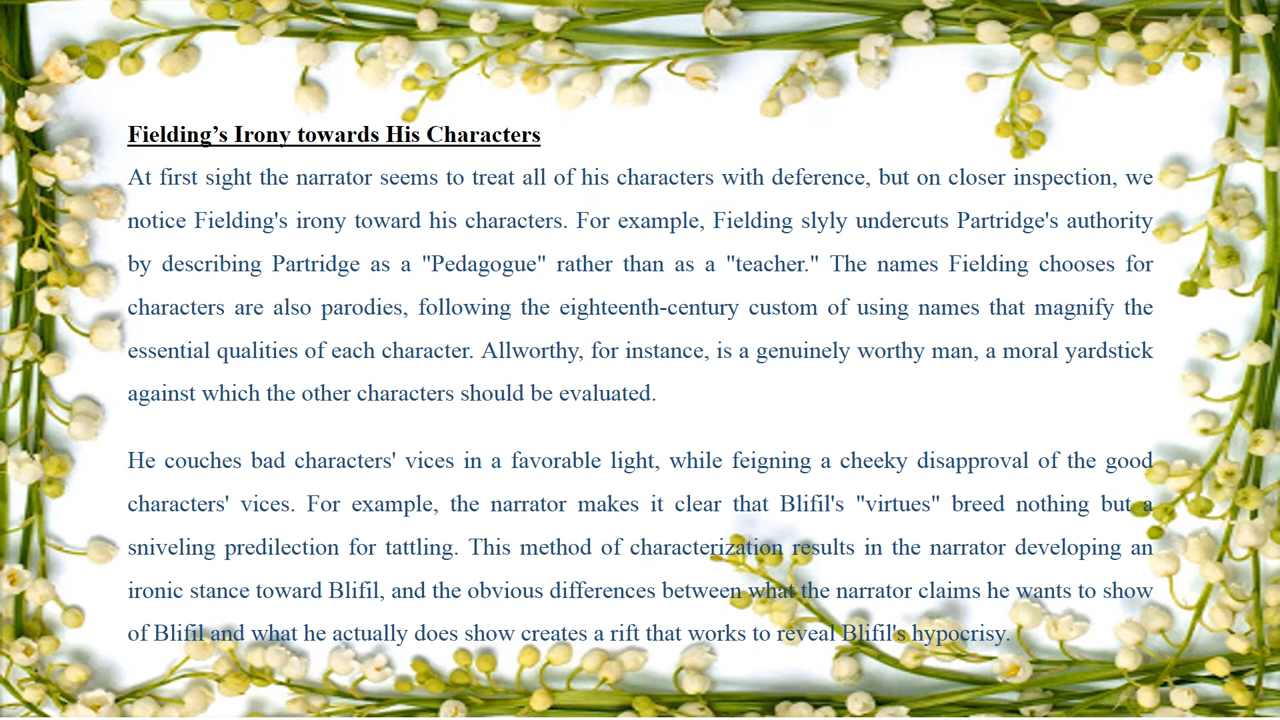 Fielding’s Irony towards His Characters
At first sight the narrator seems to treat all of his characters with deference, but on closer inspection, we
notice Fielding's irony toward his characters. For example, Fielding slyly undercuts Partridge's authority
by describing Partridge as a "Pedagogue" rather than as a "teacher." The names Fielding chooses for
characters are also parodies, following the eighteenth-century custom of using names that magnify the
essential qualities of each character. Allworthy, for instance, is a genuinely worthy man, a moral yardstick
against which the other characters should be evaluated.
He couches bad characters' vices in a favorable light, while feigning a cheeky disapproval of the good
characters' vices. For example, the narrator makes it clear that Blifil's "virtues" breed nothing but a
sniveling predilection for tattling. This method of characterization results in the narrator developing an
ironic stance toward Blifil, and the obvious differences between what the narrator claims he wants to show
of Blifil and what he actually does show creates a rift that works to reveal Blifil's hypocrisy.